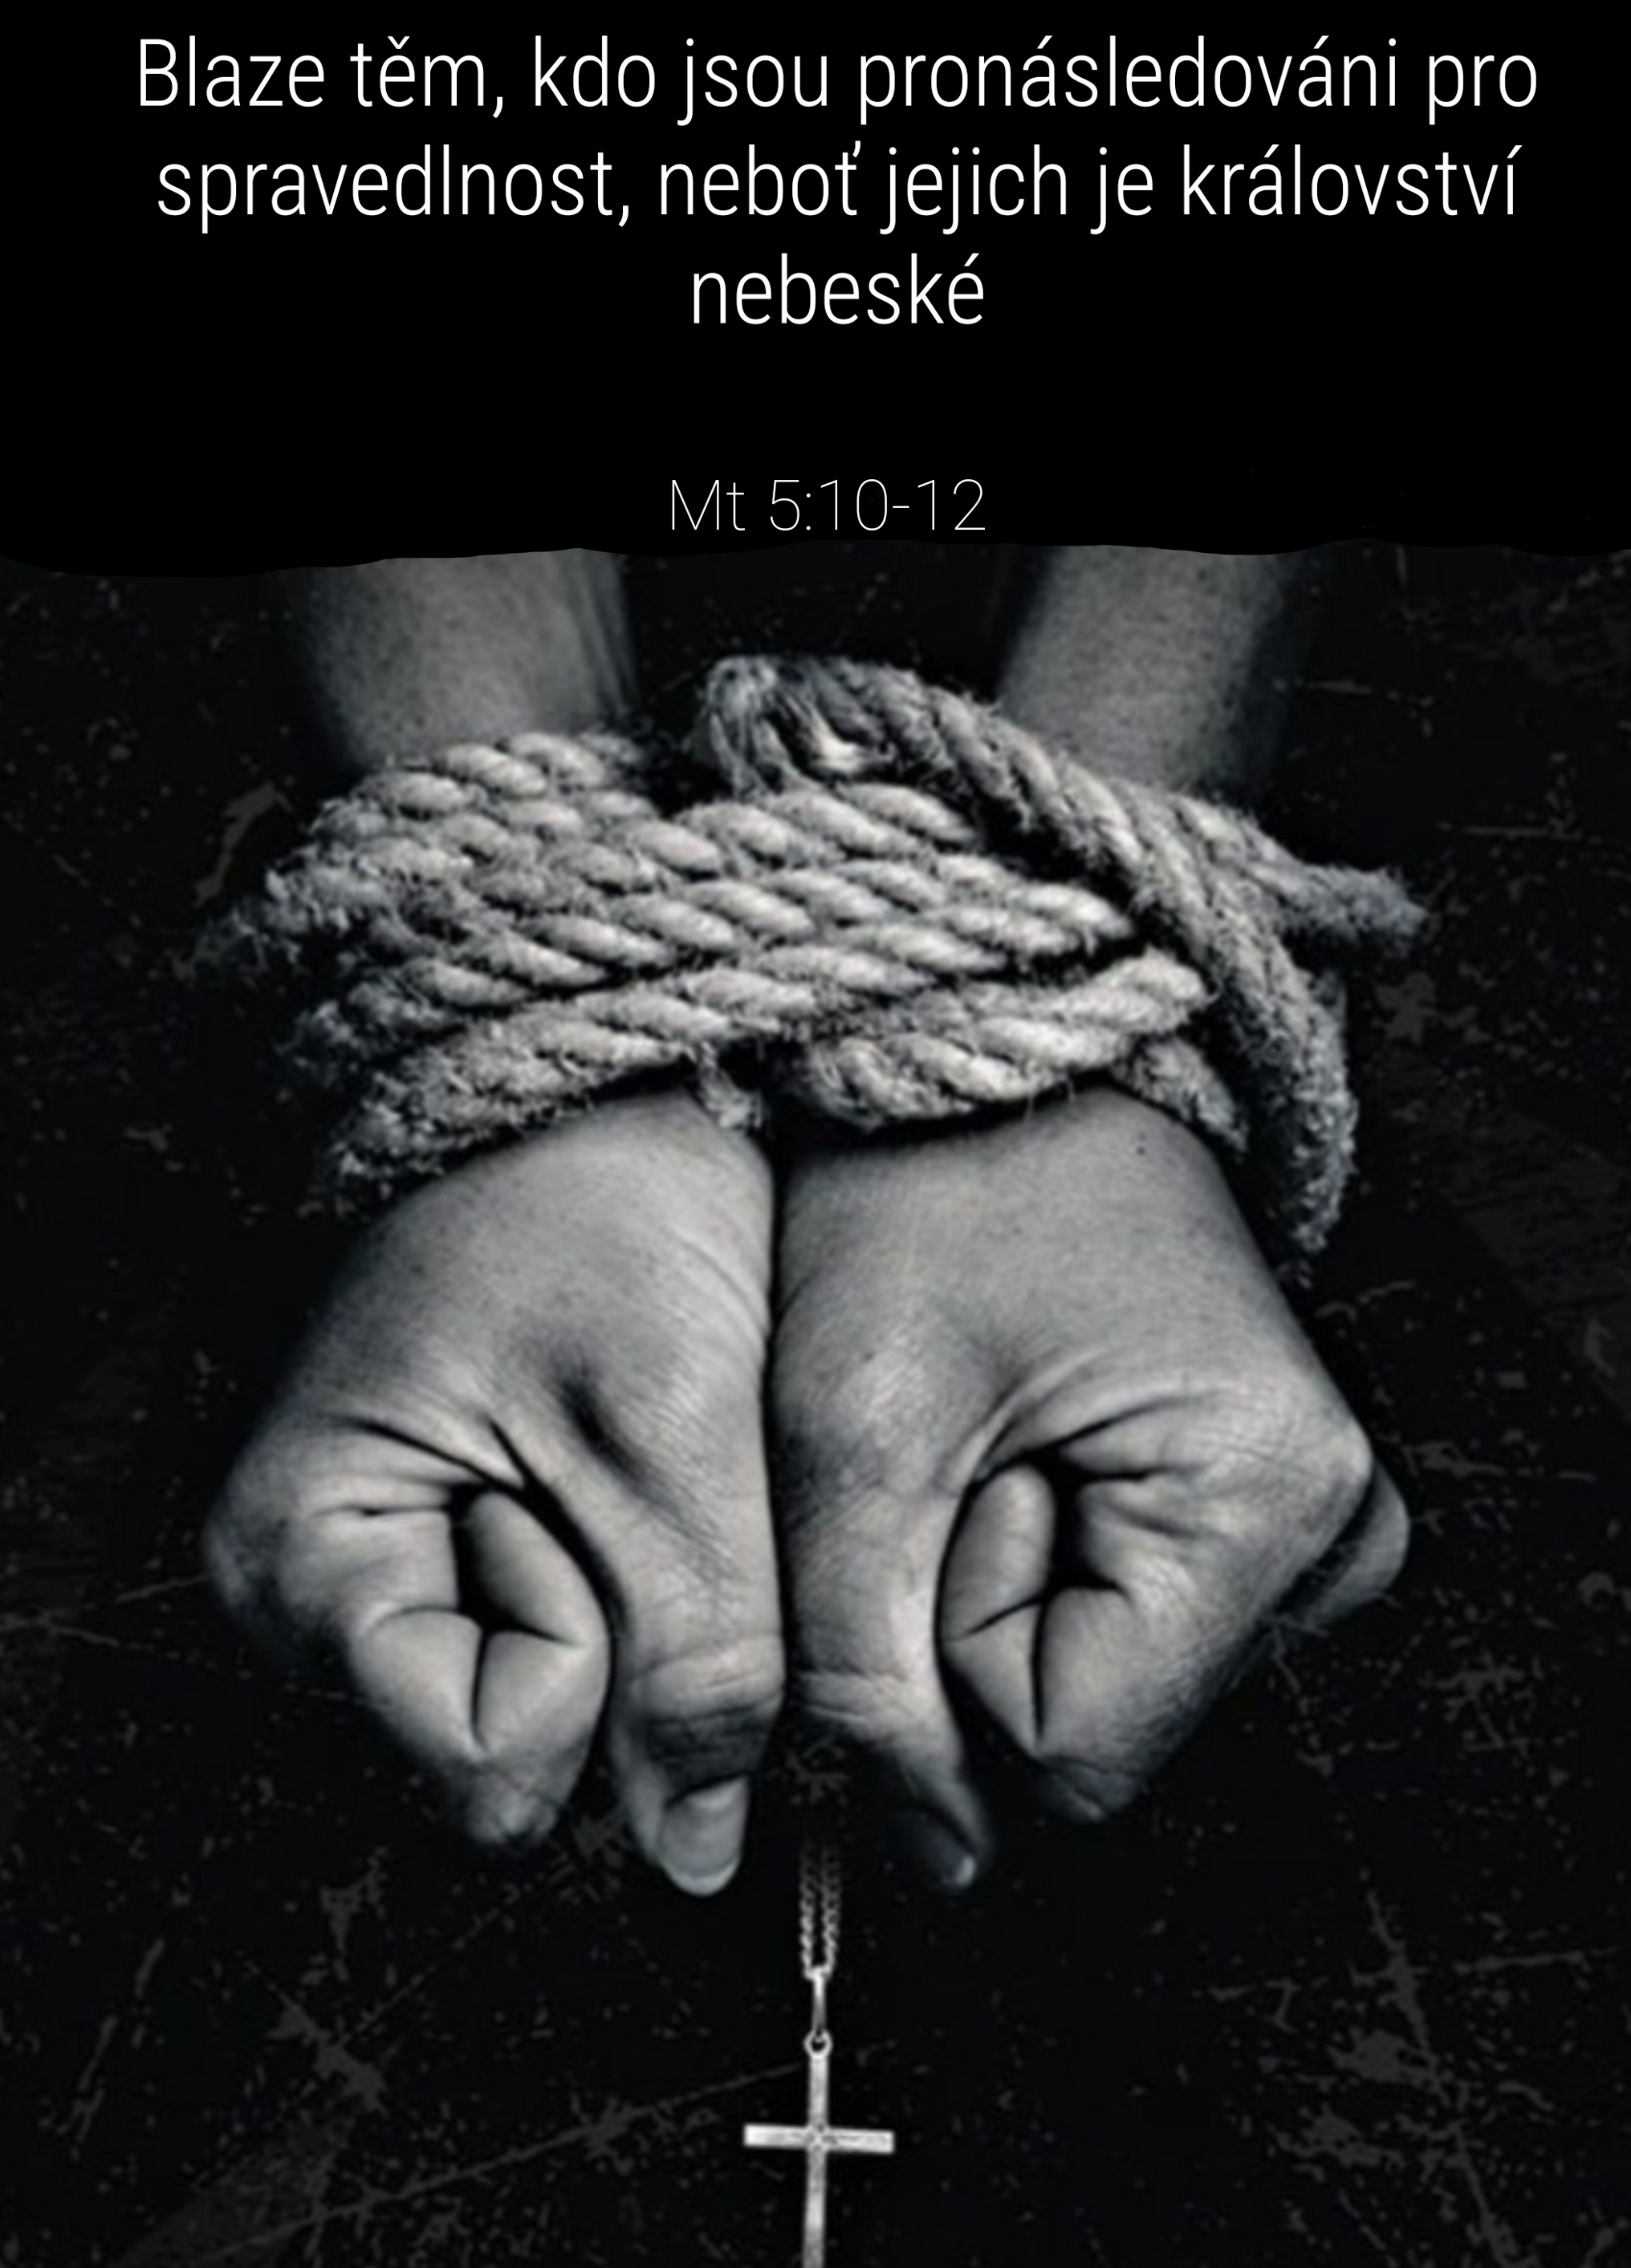 Blaze těm, kdo jsou pronásledováni pro
spravedlnost, neboť jejich je království
nebeské
Mt 5:10-12